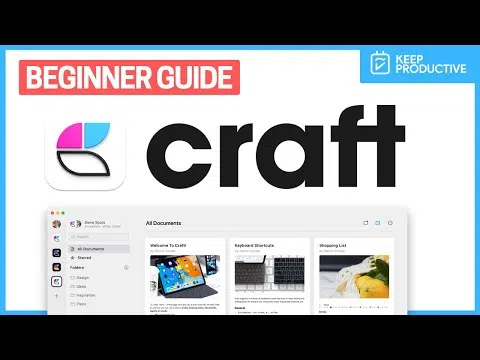 BEGINNER GUIDE
KEEP
PRODUCTIVE
craft
All Documents
Search
All Documents
Starred
Folders
Design
Ideas
Inspiration
Plans
Welcome To Craft!
Keyboard Shortcuts
Shopping List
General